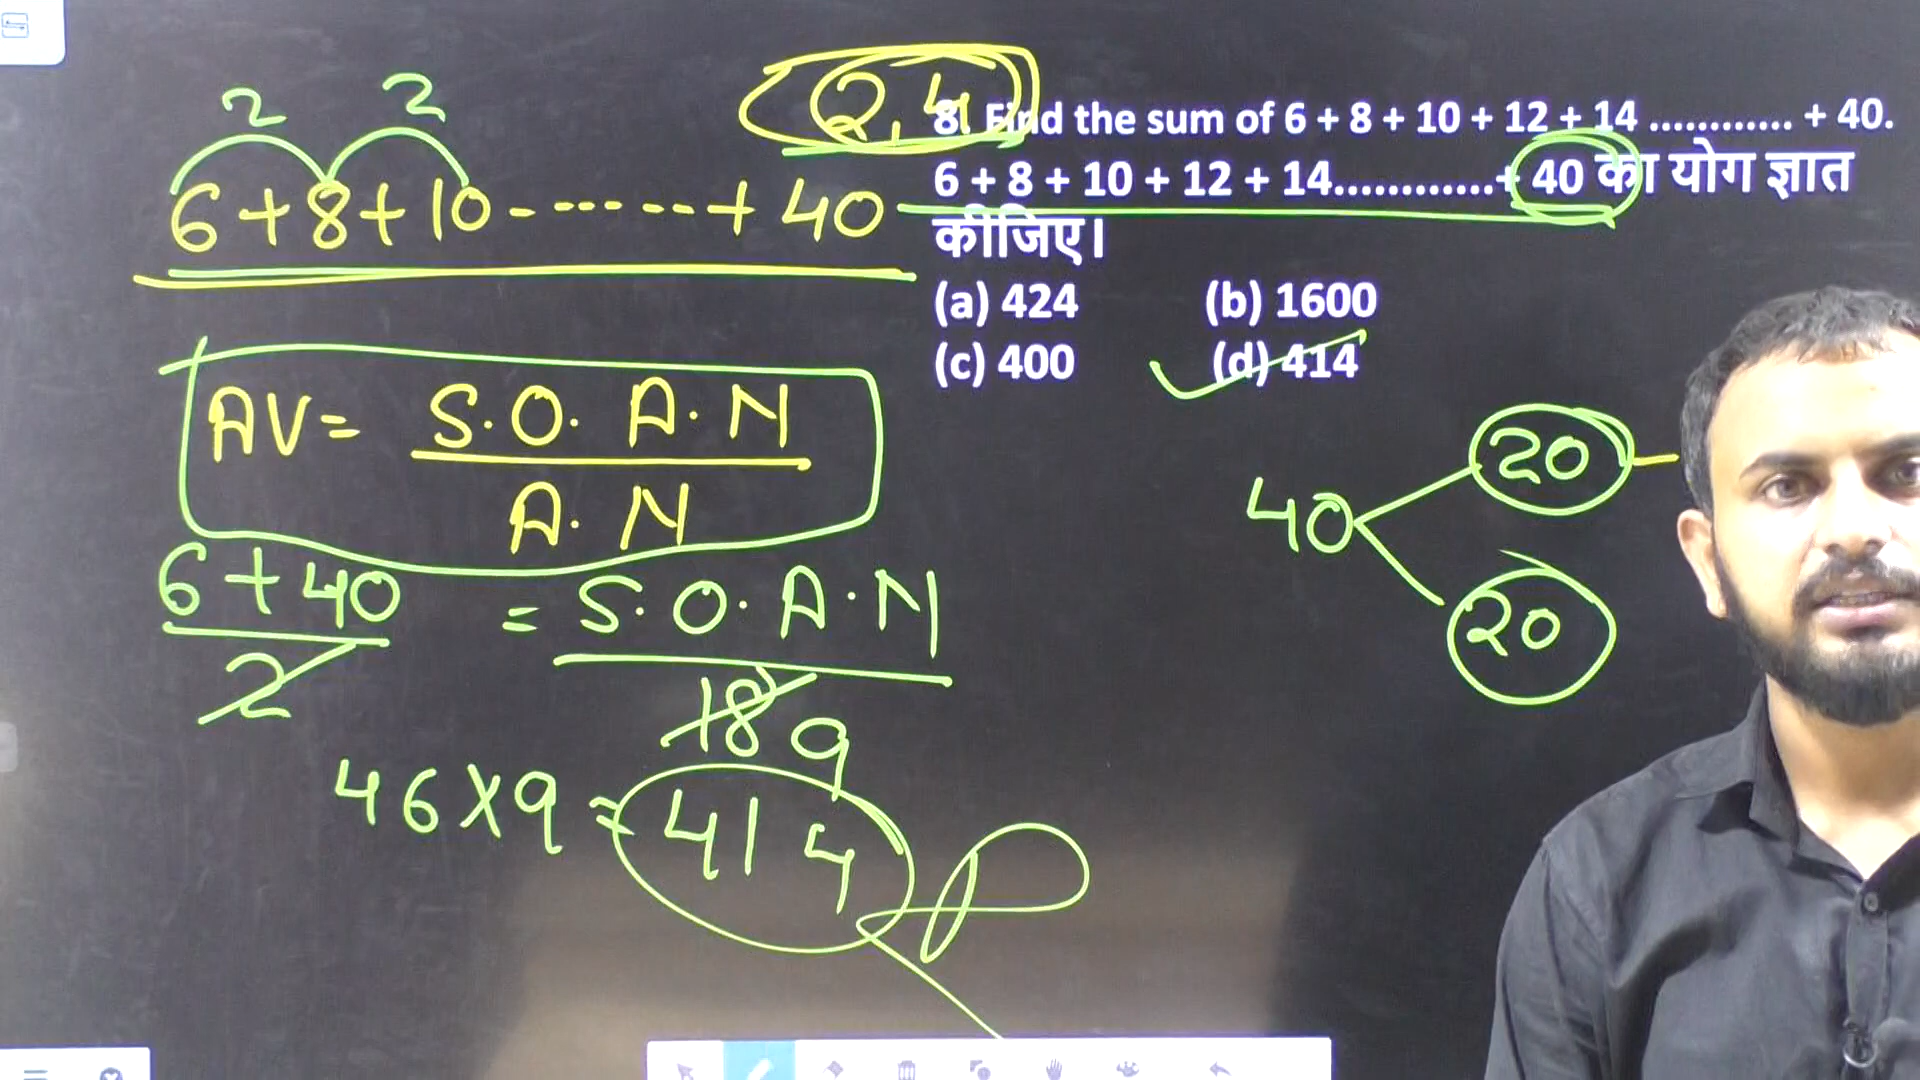 2 2
6+8+10------+ 40
2,4
8. Find the sum of 6 + 8 + 10 + 12 + 14 ............ + 40.
6 + 8 + 10 + 12 + 14............+ 40 का योग ज्ञात
कीजिए।
(a) 424 (b) 1600
(c) 400 (d) 414
AV= S.O. A.N
A.N
6+40 = S.O.A.N
2 18 9
46×9 = 414
40
20
20